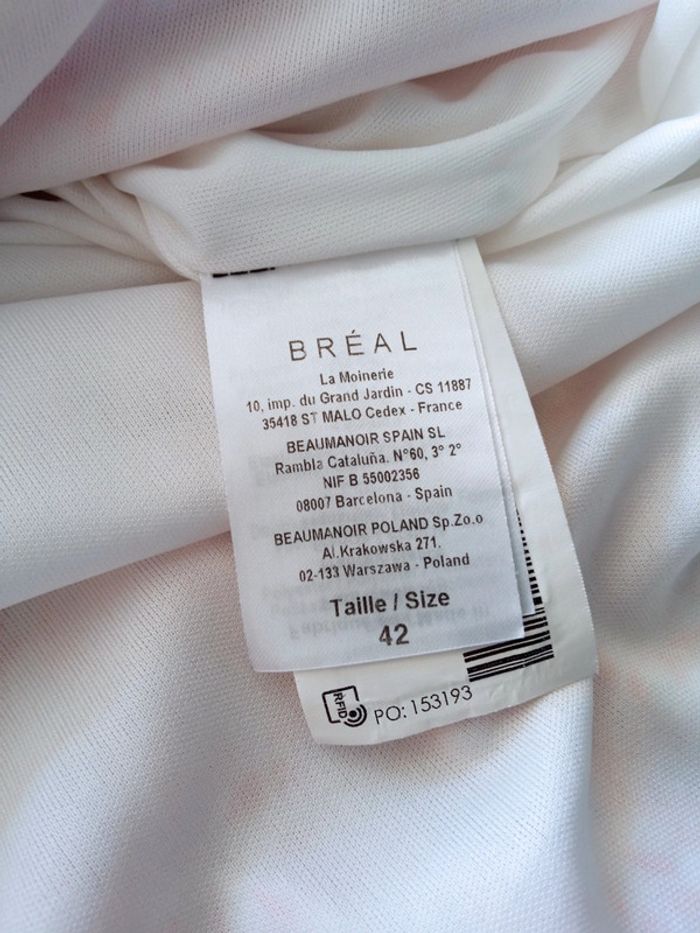 BRÉAL
La Moinerie
10, imp. du Grand Jardin - CS 11887
35418 ST MALO Cedex - France
BEAUMANOIR SPAIN SL
Rambla Cataluña. N°60, 3° 2°
NIF B 55002356
08007 Barcelona - Spain
BEAUMANOIR POLAND Sp.Zo.o
Al.Krakowska 271.
02-133 Warszawa - Poland
Taille / Size
42
RFID
PO: 153193